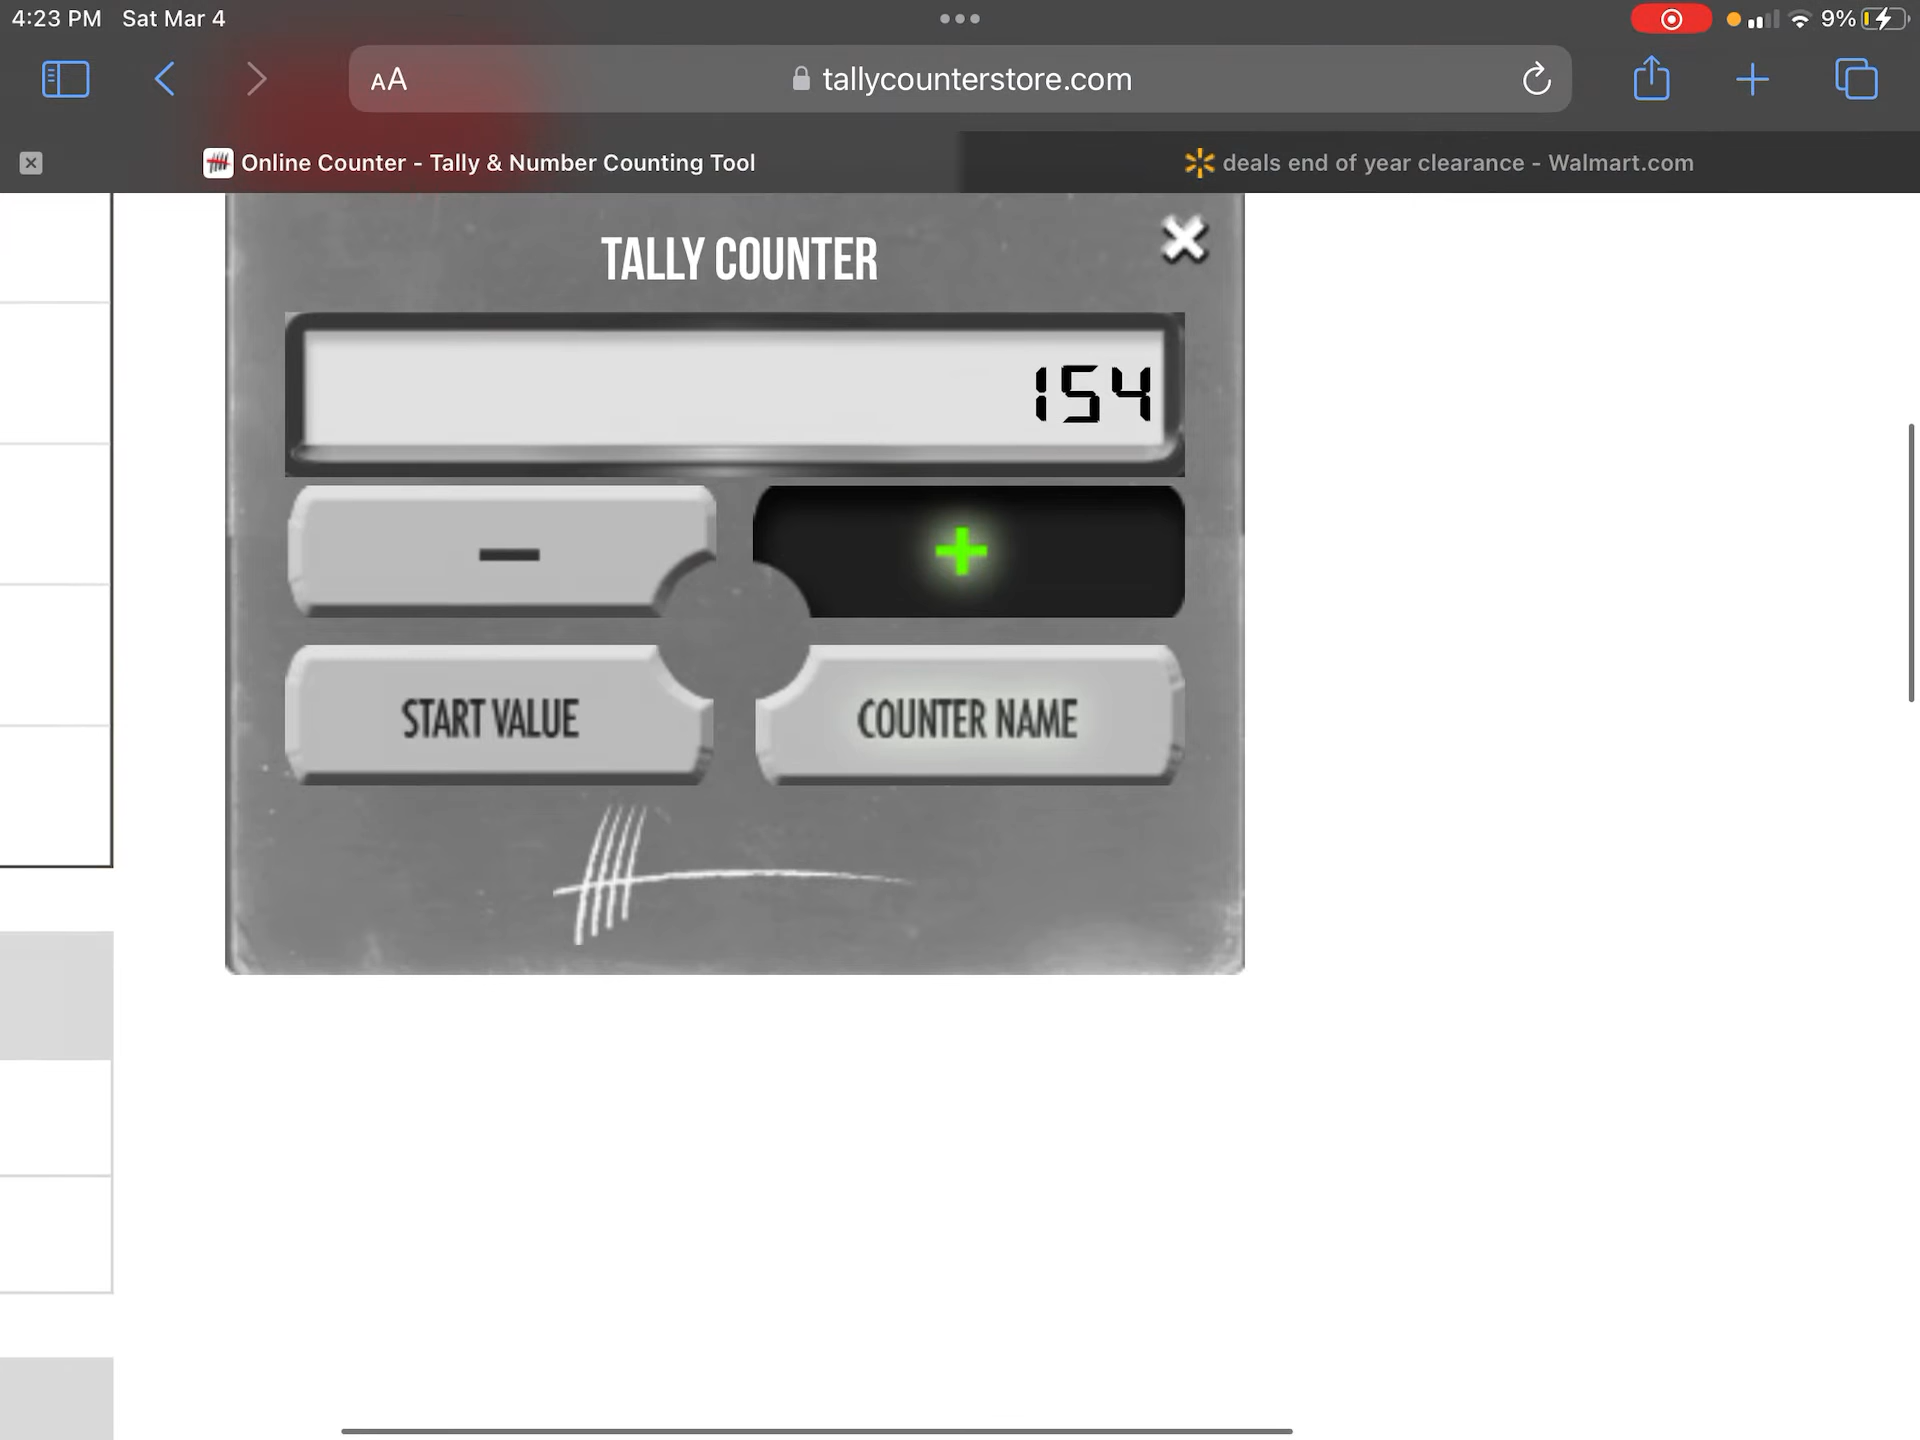 4:23 PM Sat Mar 4
9%
AA
tallycounterstore.com
Online Counter - Tally & Number Counting Tool
deals end of year clearance - Walmart.com
TALLY COUNTER
154
START VALUE
COUNTER NAME